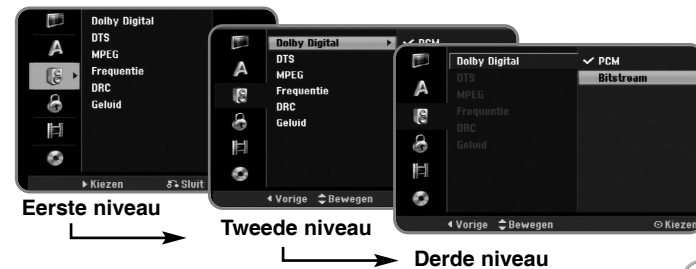 Dolby Digital
DTS
MPEG
Frequentie
DRC
Geluid
Kiezen Sluit
Eerste niveau
Dolby Digital
DTS
MPEG
Frequentie
DRC
Geluid
PCM
Vorige Bewegen
Tweede niveau
Dolby Digital
DTS
MPEG
Frequentie
DRC
Geluid
PCM
Bitstream
Vorige Bewegen Kiezen
Derde niveau